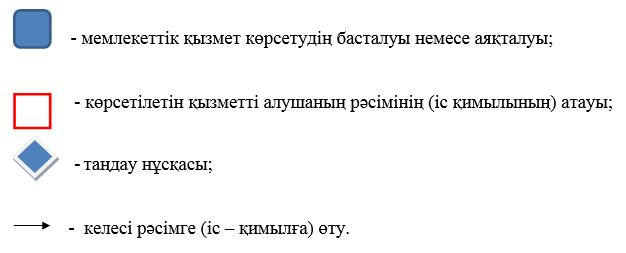 - мемлекеттік қызмет көрсетудің басталуы немесе аяқталуы;
- көрсетілетін қызметті алушаның рәсімінің (іс қимылының) атауы;
- таңдау нұсқасы;
- келесі рәсімге (іс – қимылға) өту.